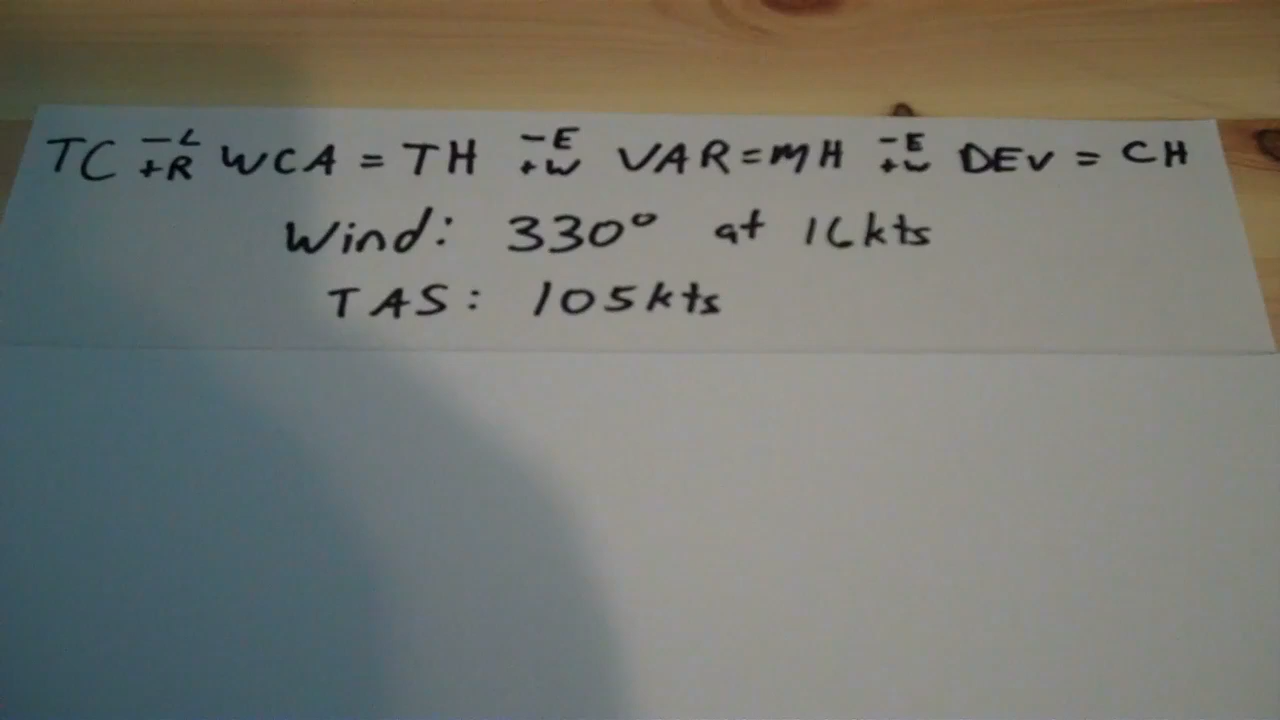 TC -L +R WCA = TH -E +W VAR = MH -E +W DEV = CH
Wind: 330° at 16kts
TAS: 105kts